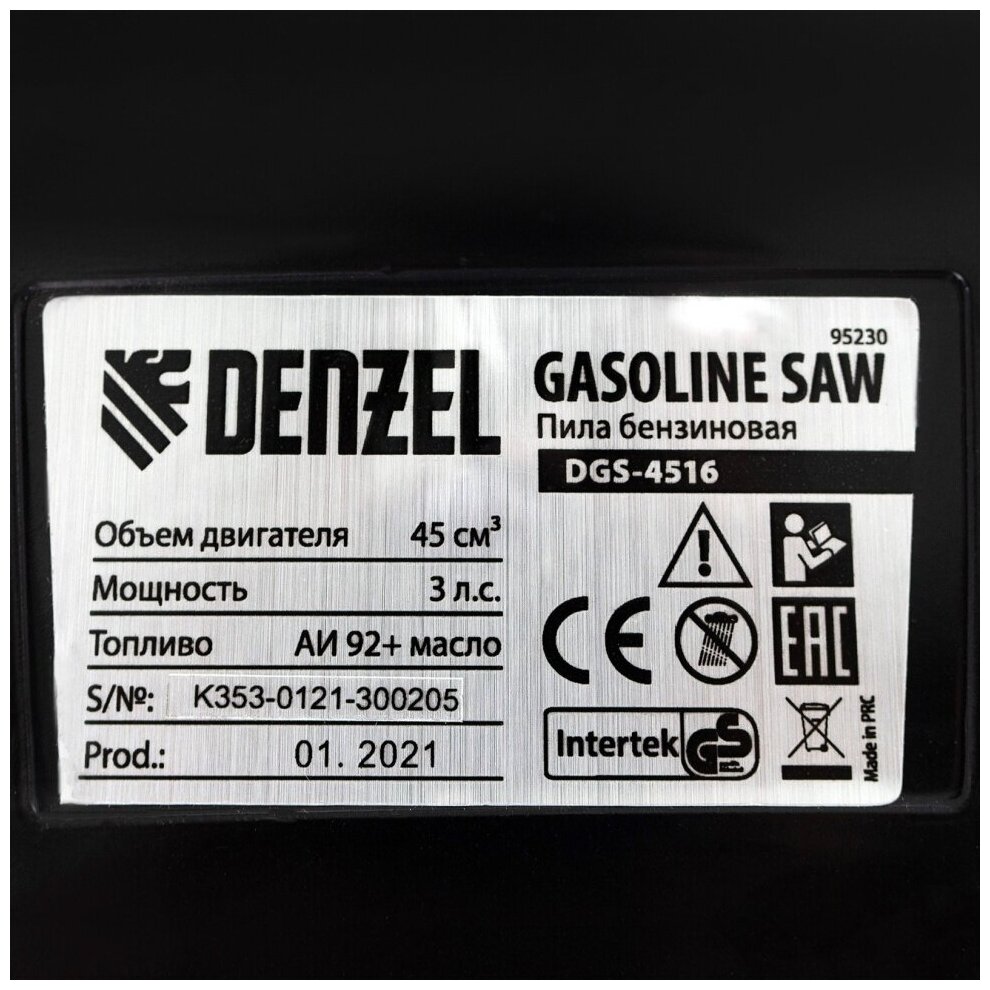 DENZEL
95230
GASOLINE SAW
Пила бензиновая
DGS-4516
Объем двигателя 45 см³
Мощность 3 л.с.
Топливо АИ 92+ масло
S/№: K353-0121-300205
Prod.: 01. 2021
CE
EAC
Intertek GS
Made in PRC